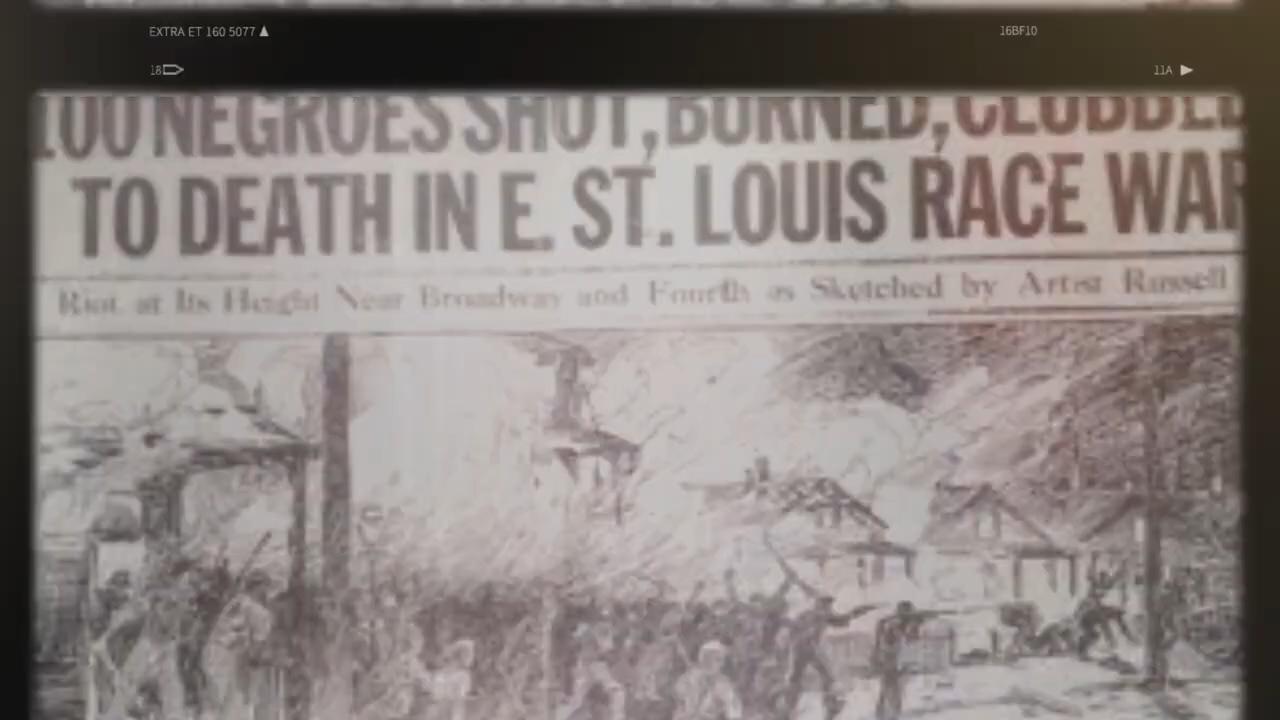 EXTRA ET 160 5077 ▲ 16BF10
18 11A ▶
100 NEGROES SHOT, BURNED, CLUBBED
TO DEATH IN E. ST. LOUIS RACE WAR
Riot at Its Height Near Broadway and Fourth as Sketched by Artist Russell